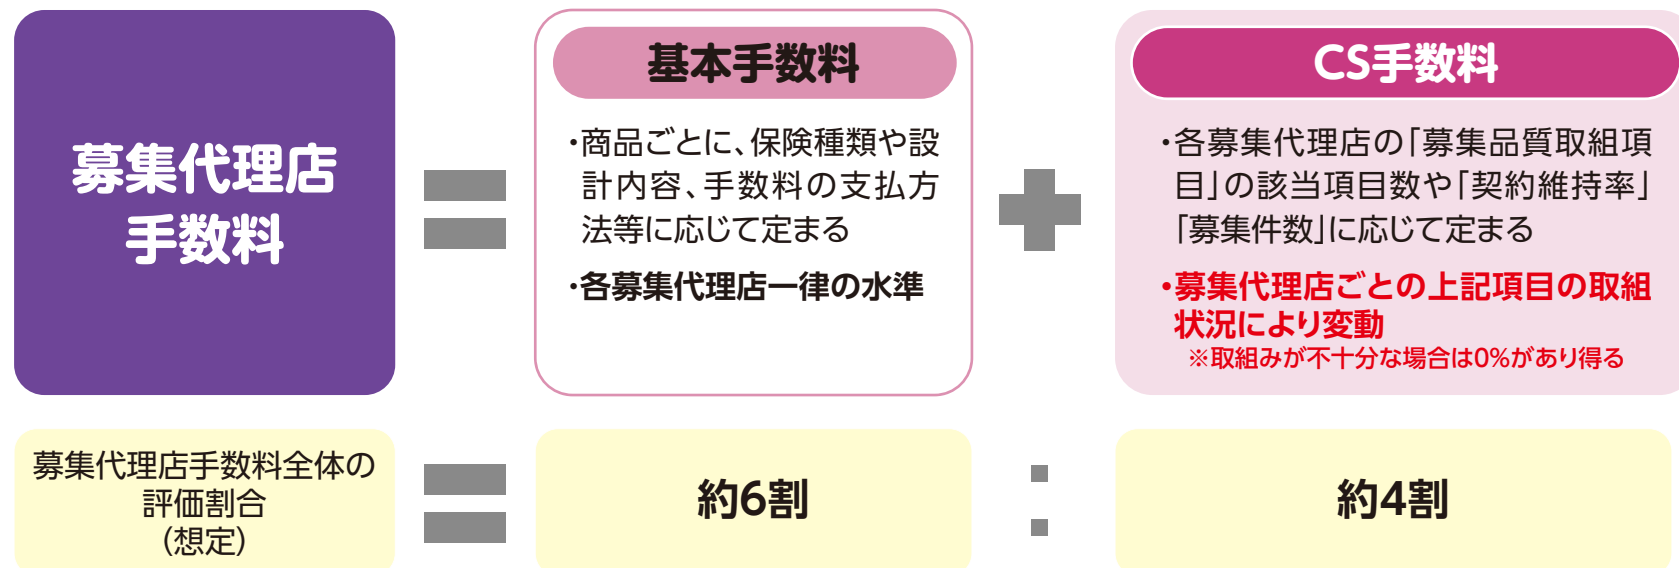 募集代理店
手数料
基本手数料
・商品ごとに、保険種類や設
計内容、手数料の支払方
法等に応じて定まる
・各募集代理店一律の水準
CS手数料
・各募集代理店の「募集品質取組項
目」の該当項目数や「契約維持率」
「募集件数」に応じて定まる
・募集代理店ごとの上記項目の取組
状況により変動
※取組みが不十分な場合は0%があり得る
募集代理店手数料全体の
評価割合
(想定)
約6割
:
約4割